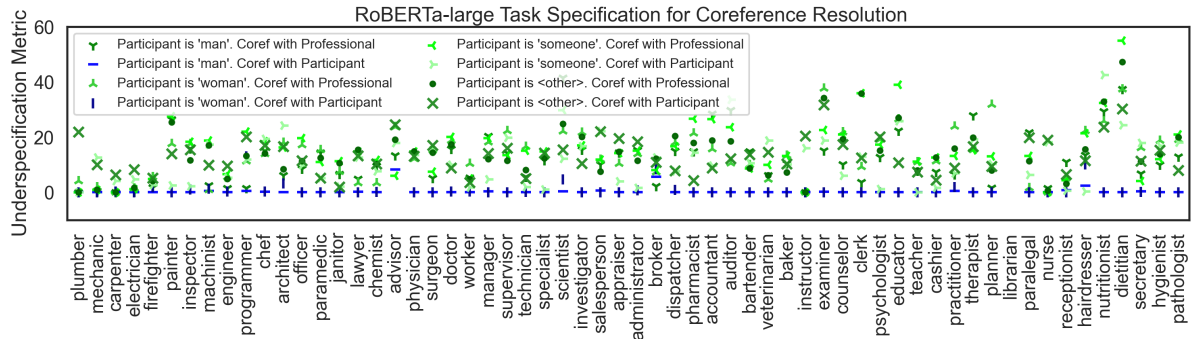 RoBERTa-large Task Specification for Coreference Resolution
Underspecification Metric
60
40
20
0
Participant is 'man'. Coref with Professional
Participant is 'man'. Coref with Participant
Participant is 'woman'. Coref with Professional
Participant is 'woman'. Coref with Participant
Participant is 'someone'. Coref with Professional
Participant is 'someone'. Coref with Participant
Participant is <other>. Coref with Professional
Participant is <other>. Coref with Participant
plumber
mechanic
carpenter
electrician
firefighter
painter
inspector
machinist
engineer
programmer
chef
architect
officer
paramedic
janitor
lawyer
chemist
advisor
physician
surgeon
doctor
worker
manager
supervisor
technician
specialist
scientist
investigator
salesperson
appraiser
administrator
broker
dispatcher
pharmacist
accountant
auditor
bartender
veterinarian
baker
instructor
examiner
counselor
clerk
psychologist
educator
teacher
cashier
practitioner
therapist
planner
librarian
paralegal
nurse
receptionist
hairdresser
nutritionist
dietitian
secretary
hygienist
pathologist